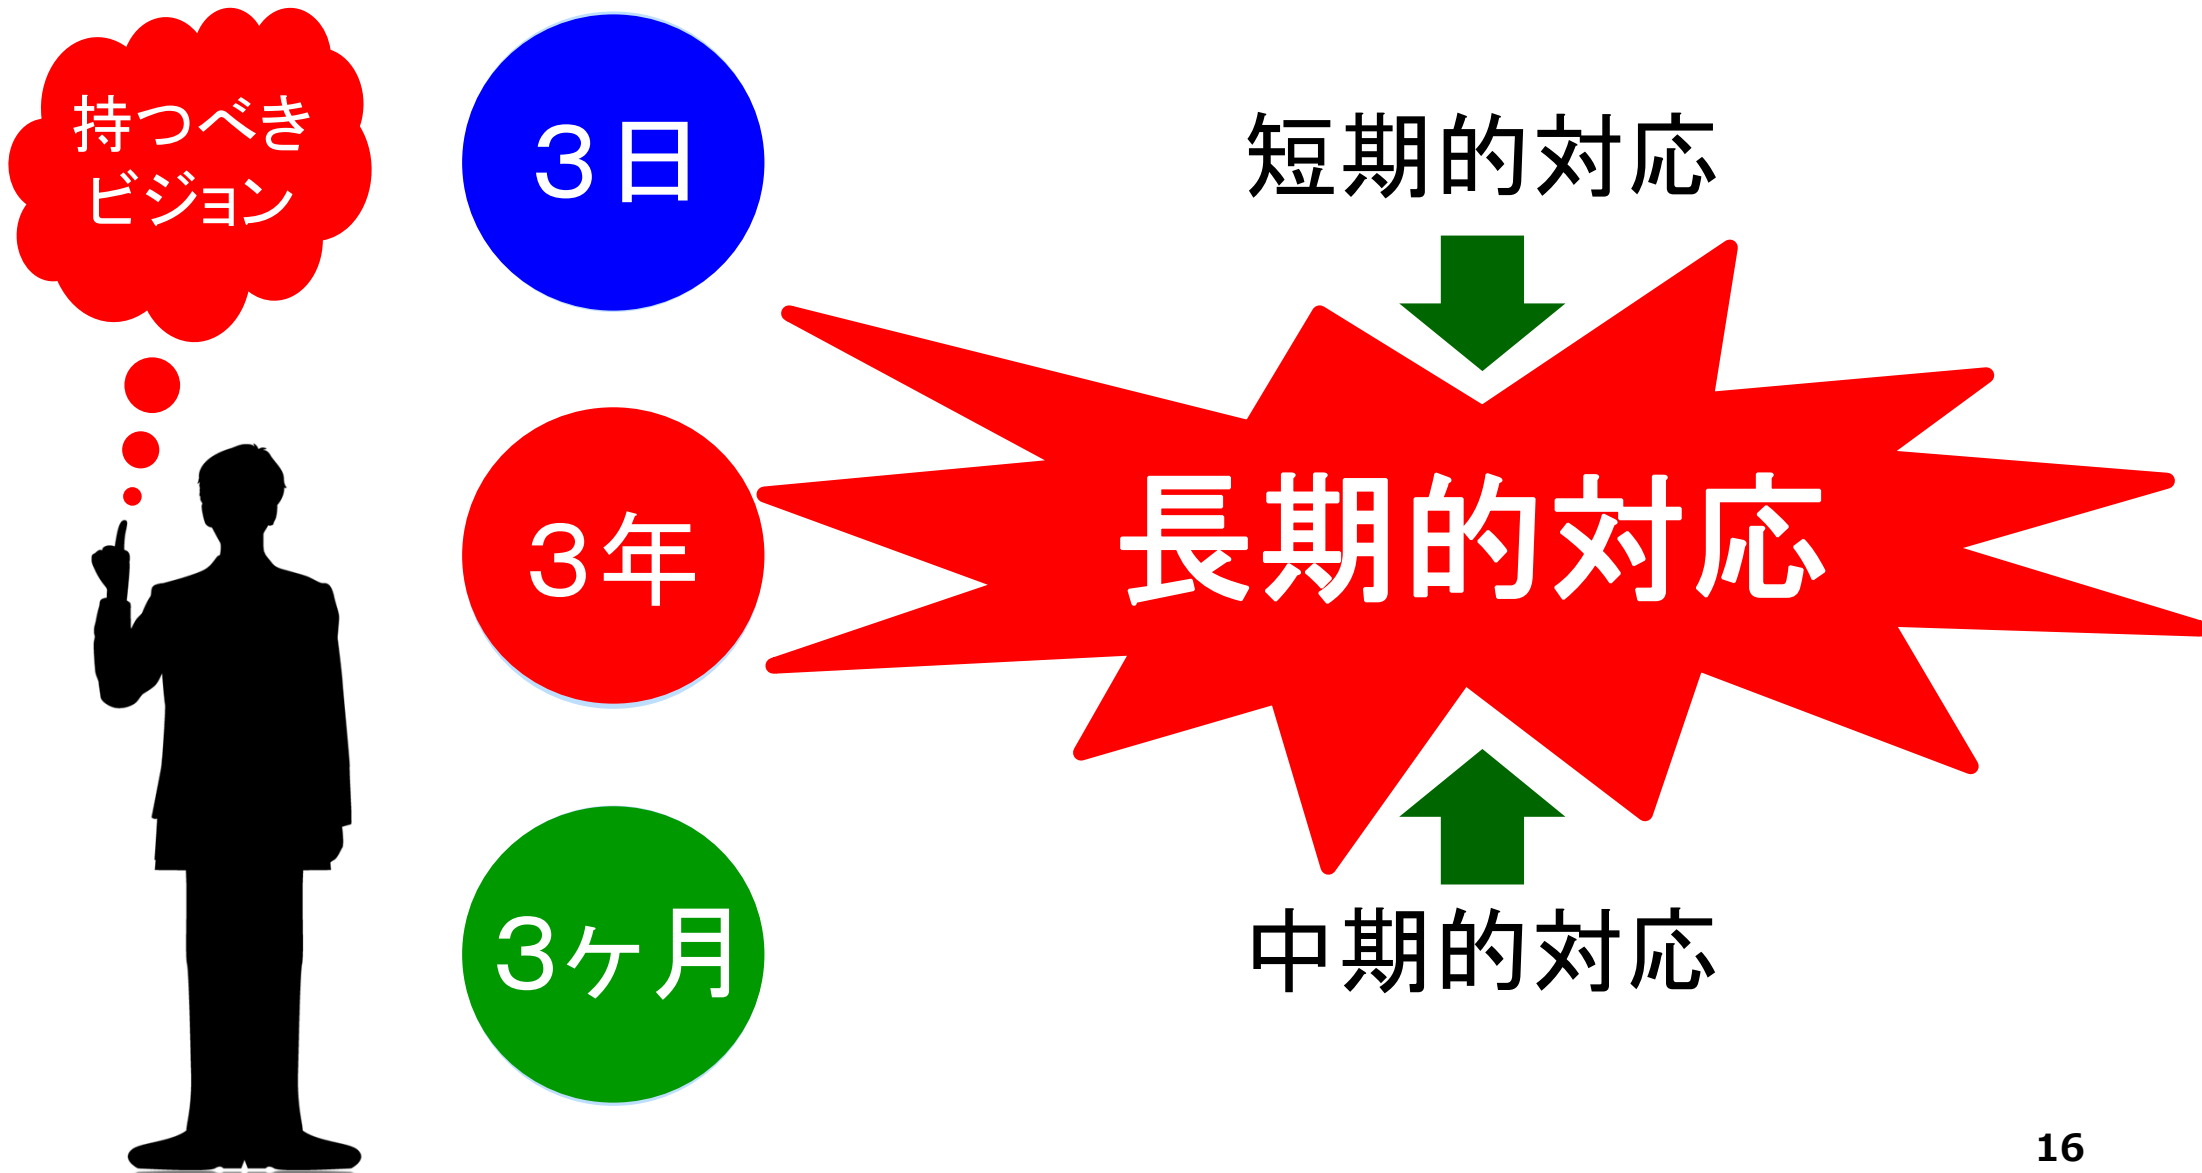 持つべき
ビジョン
３日
短期的対応
３年
長期的対応
３ヶ月
中期的対応
16